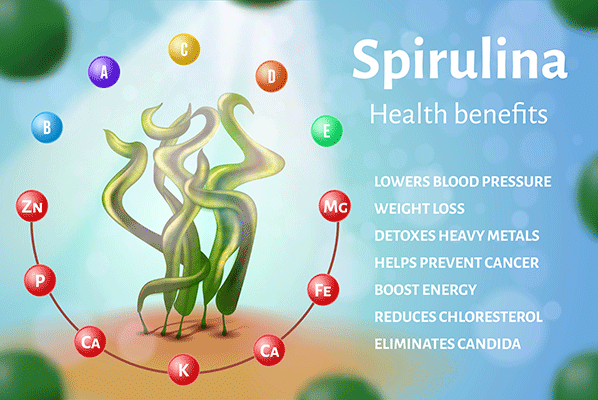 Spirulina
Health benefits
C
A
D
B
E
Zn
Mg
P
Fe
Ca
Ca
K
LOWERS BLOOD PRESSURE
WEIGHT LOSS
DETOXES HEAVY METALS
HELPS PREVENT CANCER
BOOST ENERGY
REDUCES CHLORESTEROL
ELIMINATES CANDIDA